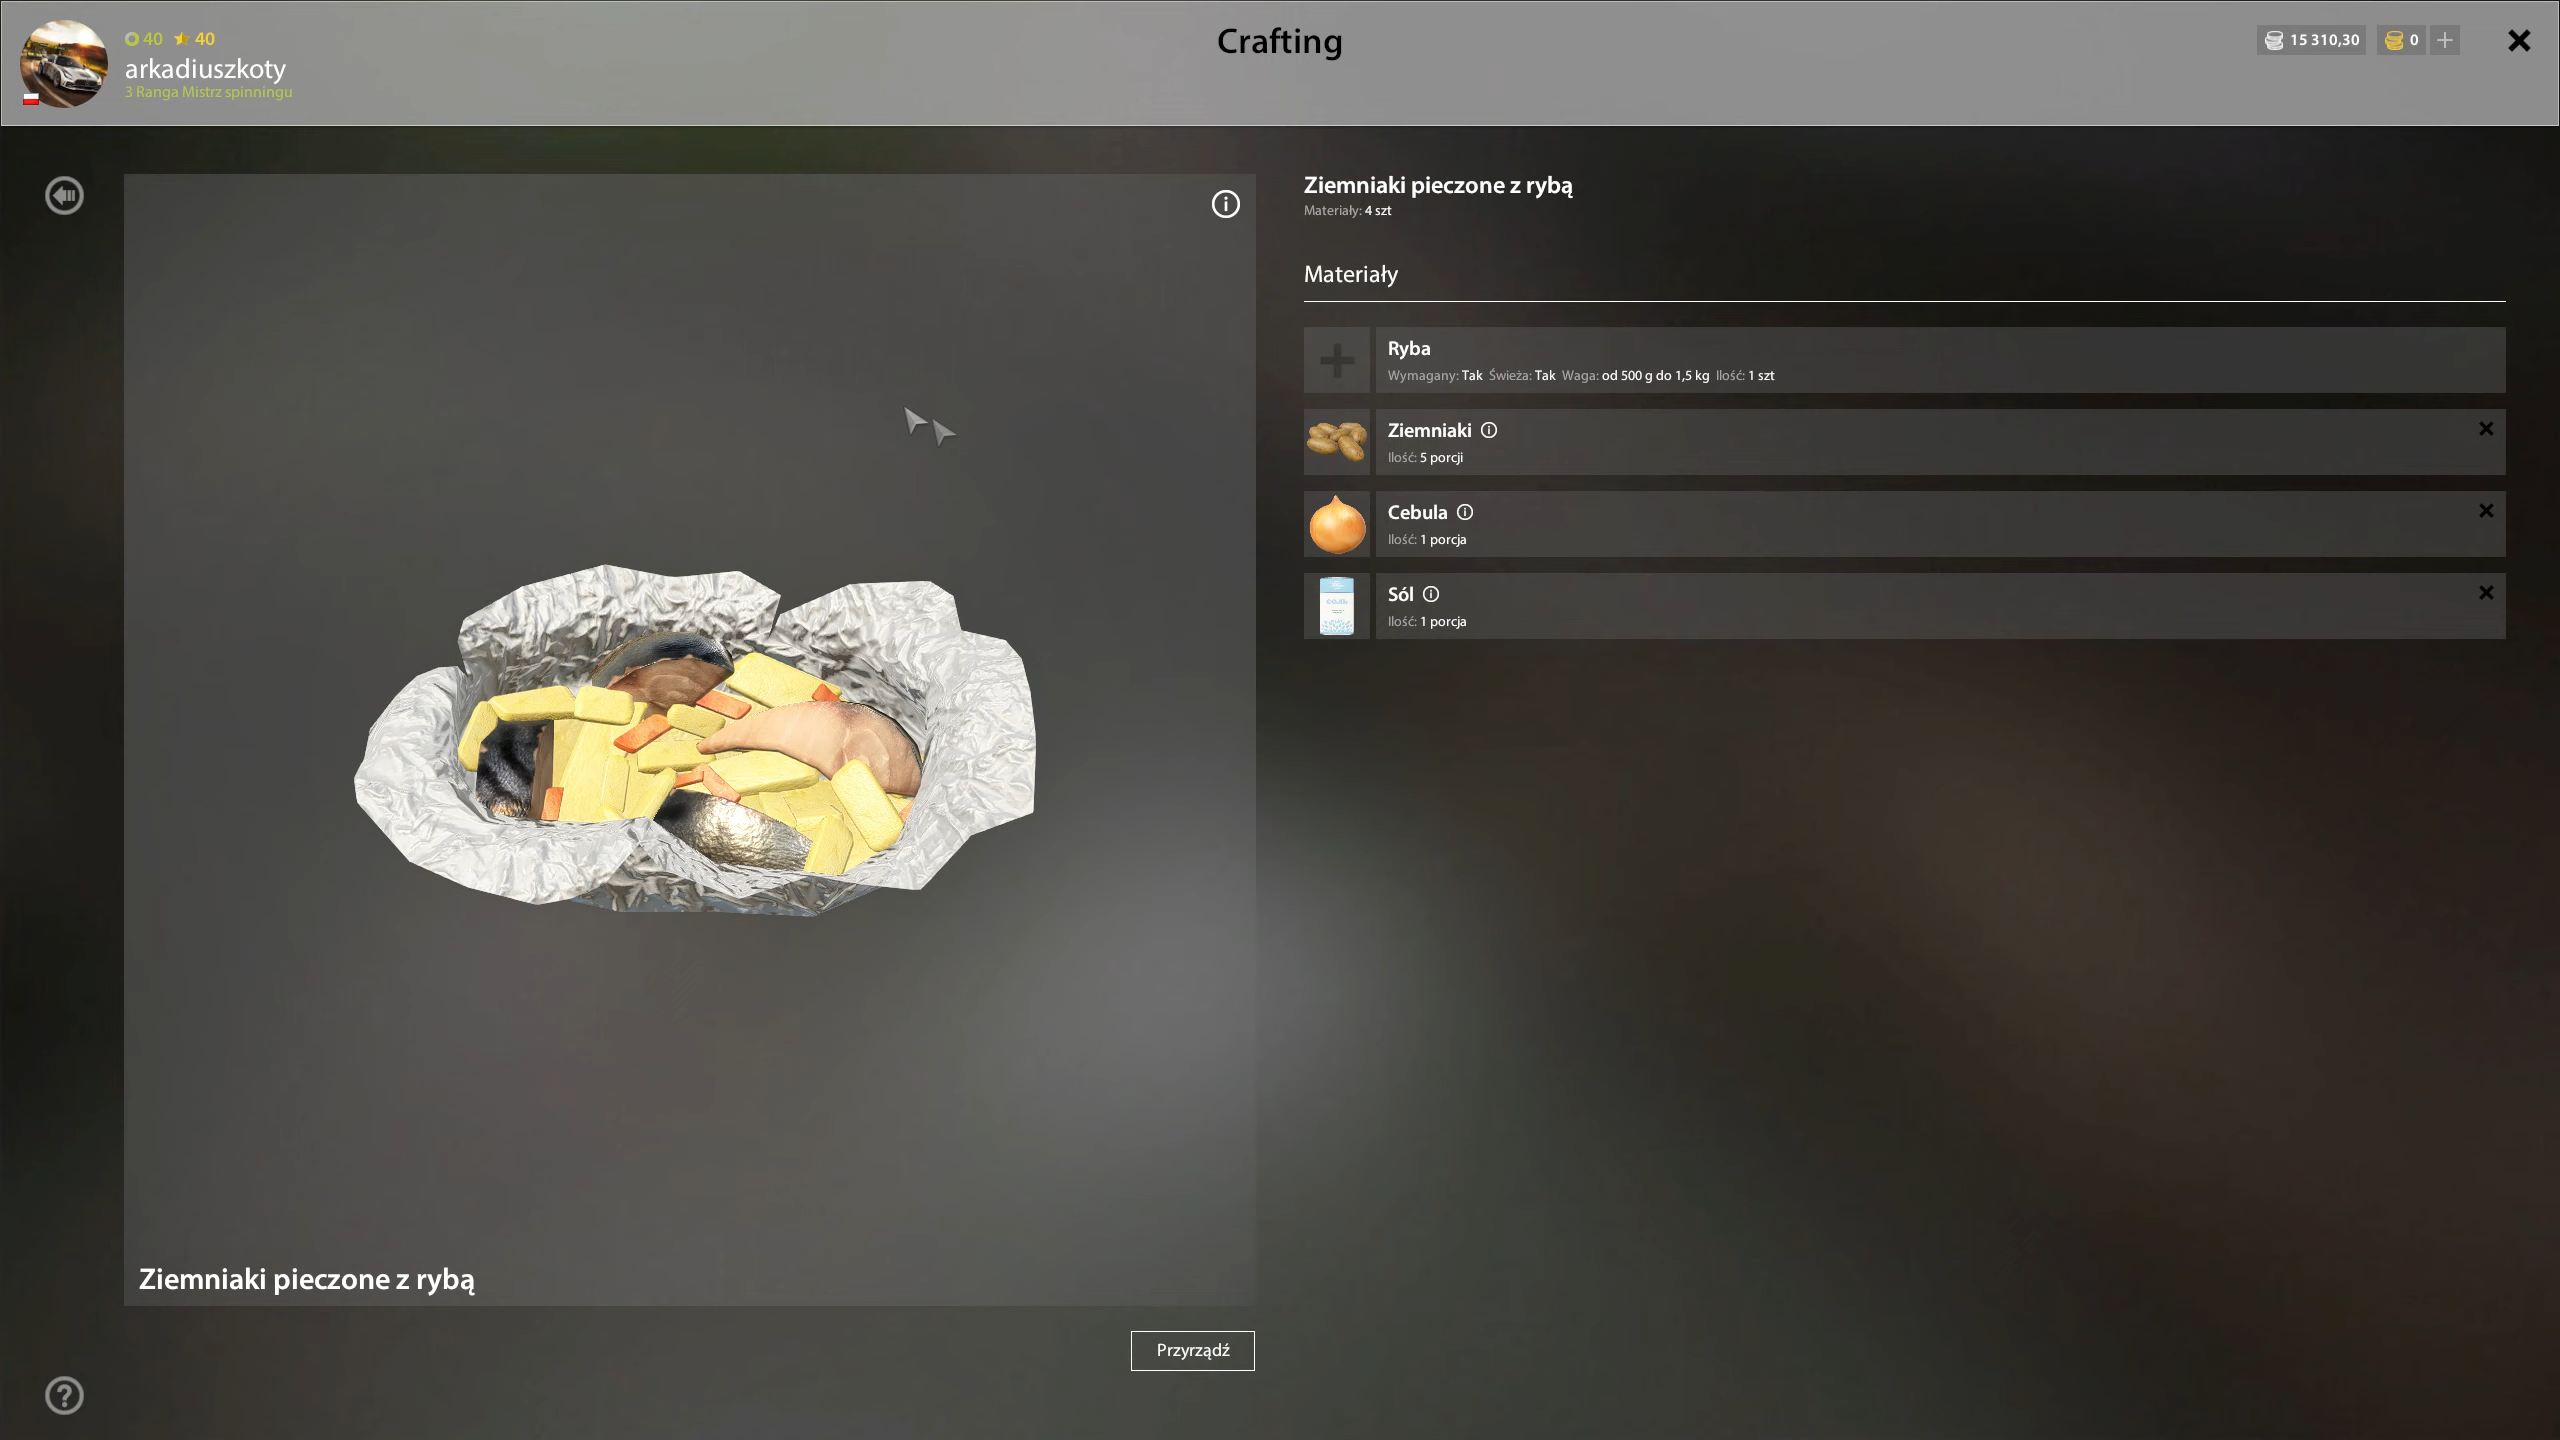 40 40
arkadiuszkoty
3 Ranga Mistrz spinningu
Crafting
15 310,30
0
Ziemniaki pieczone z rybą
Materiały: 4 szt
Materiały
Ryba
Wymagany: Tak Świeża: Tak Waga: od 500 g do 1,5 kg Ilość: 1 szt
Ziemniaki
Ilość: 5 porcji
Cebula
Ilość: 1 porcja
Sól
Ilość: 1 porcja
Ziemniaki pieczone z rybą
Przyrządź